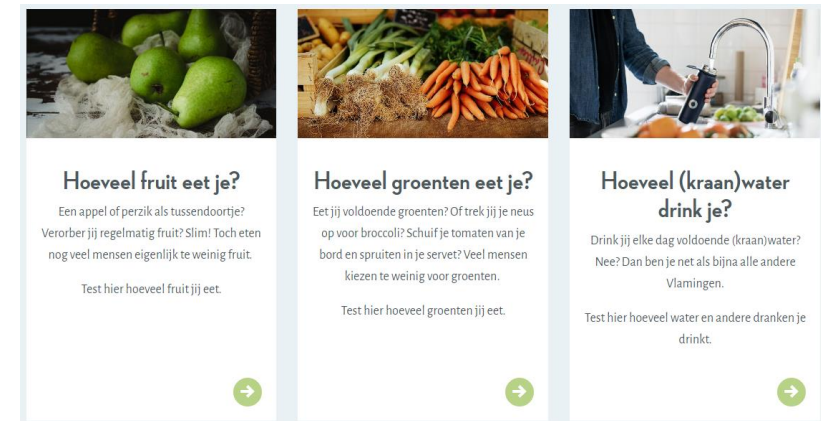 Hoeveel fruit eet je?
Een appel of perzik als tussendoortje?
Verorber jij regelmatig fruit? Slim! Toch eten
nog veel mensen eigenlijk te weinig fruit.
Test hier hoeveel fruit jij eet.
Hoeveel groenten eet je?
Eet jij voldoende groenten? Of trek jij je neus
op voor broccoli? Schuif je tomaten van je
bord en spruiten in je servet? Veel mensen
kiezen te weinig voor groenten.
Test hier hoeveel groenten jij eet.
Hoeveel (kraan)water
drink je?
Drink jij elke dag voldoende (kraan)water?
Nee? Dan ben je net als bijna alle andere
Vlamingen.
Test hier hoeveel water en andere dranken je
drinkt.